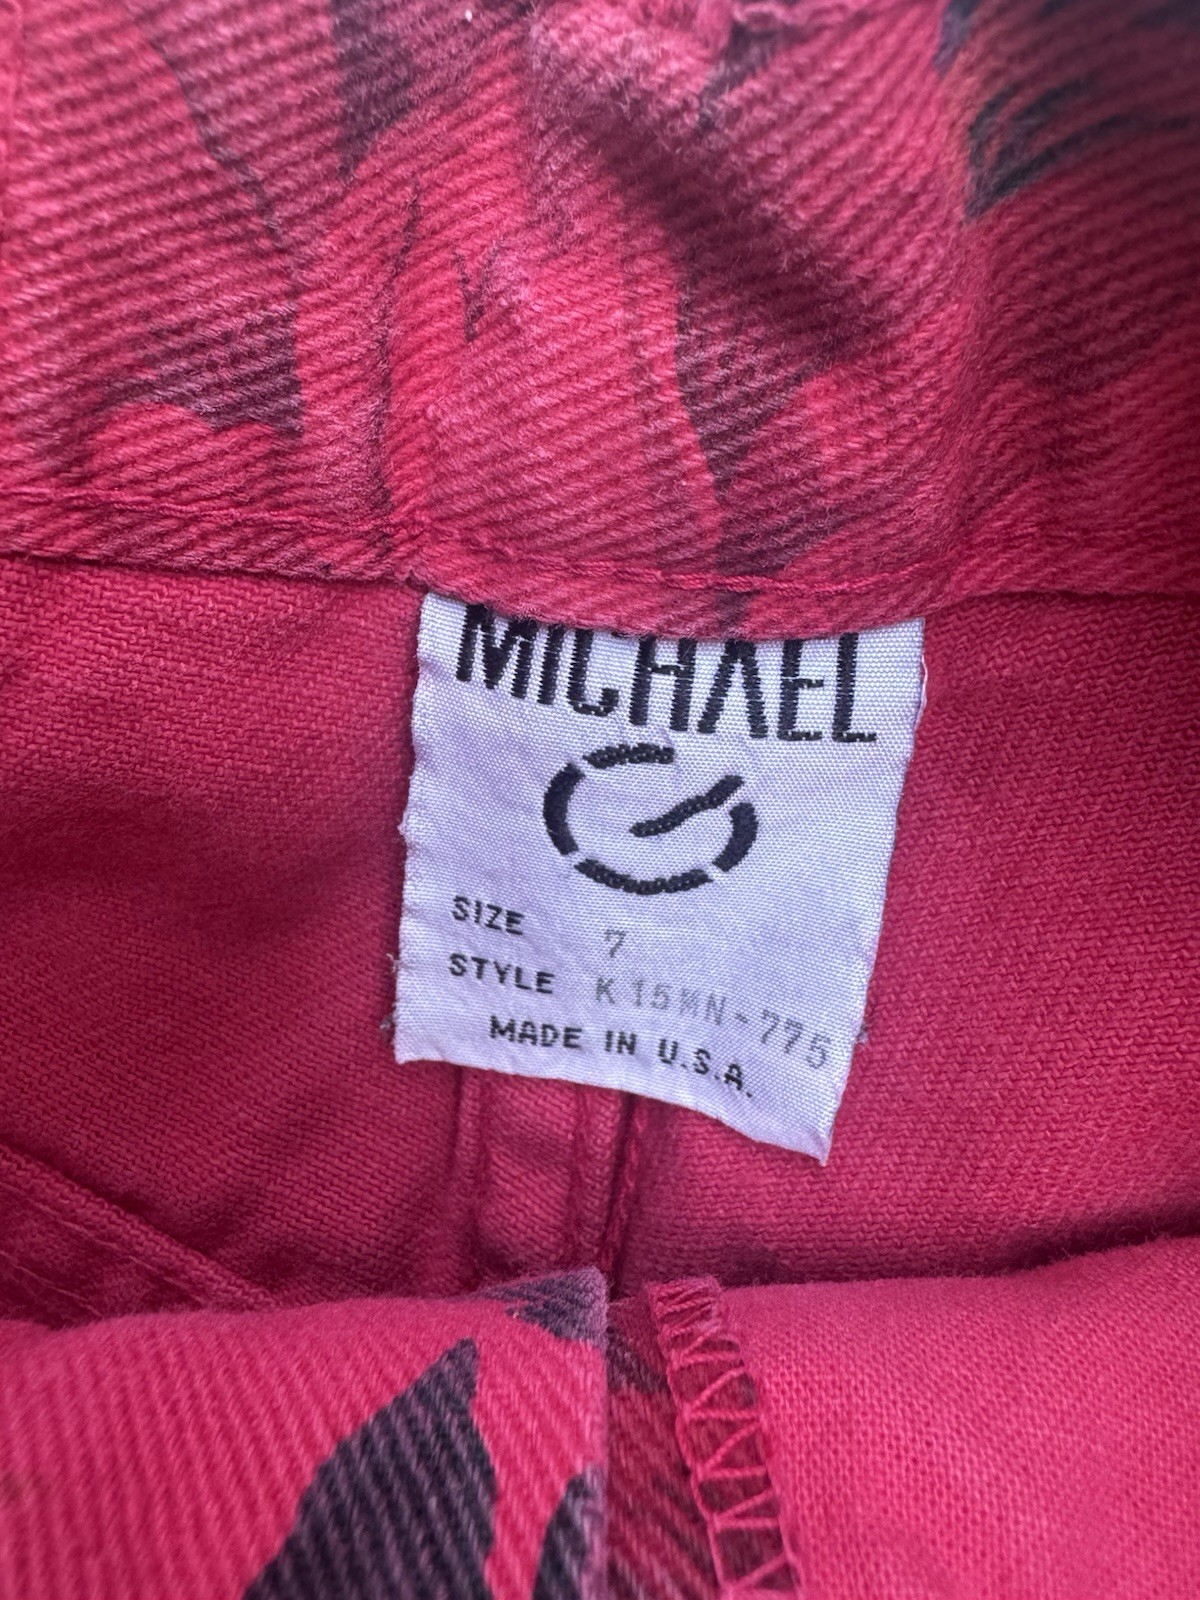 MICHAEL
G
SIZE 7
STYLE K15MN-775
MADE IN U.S.A.